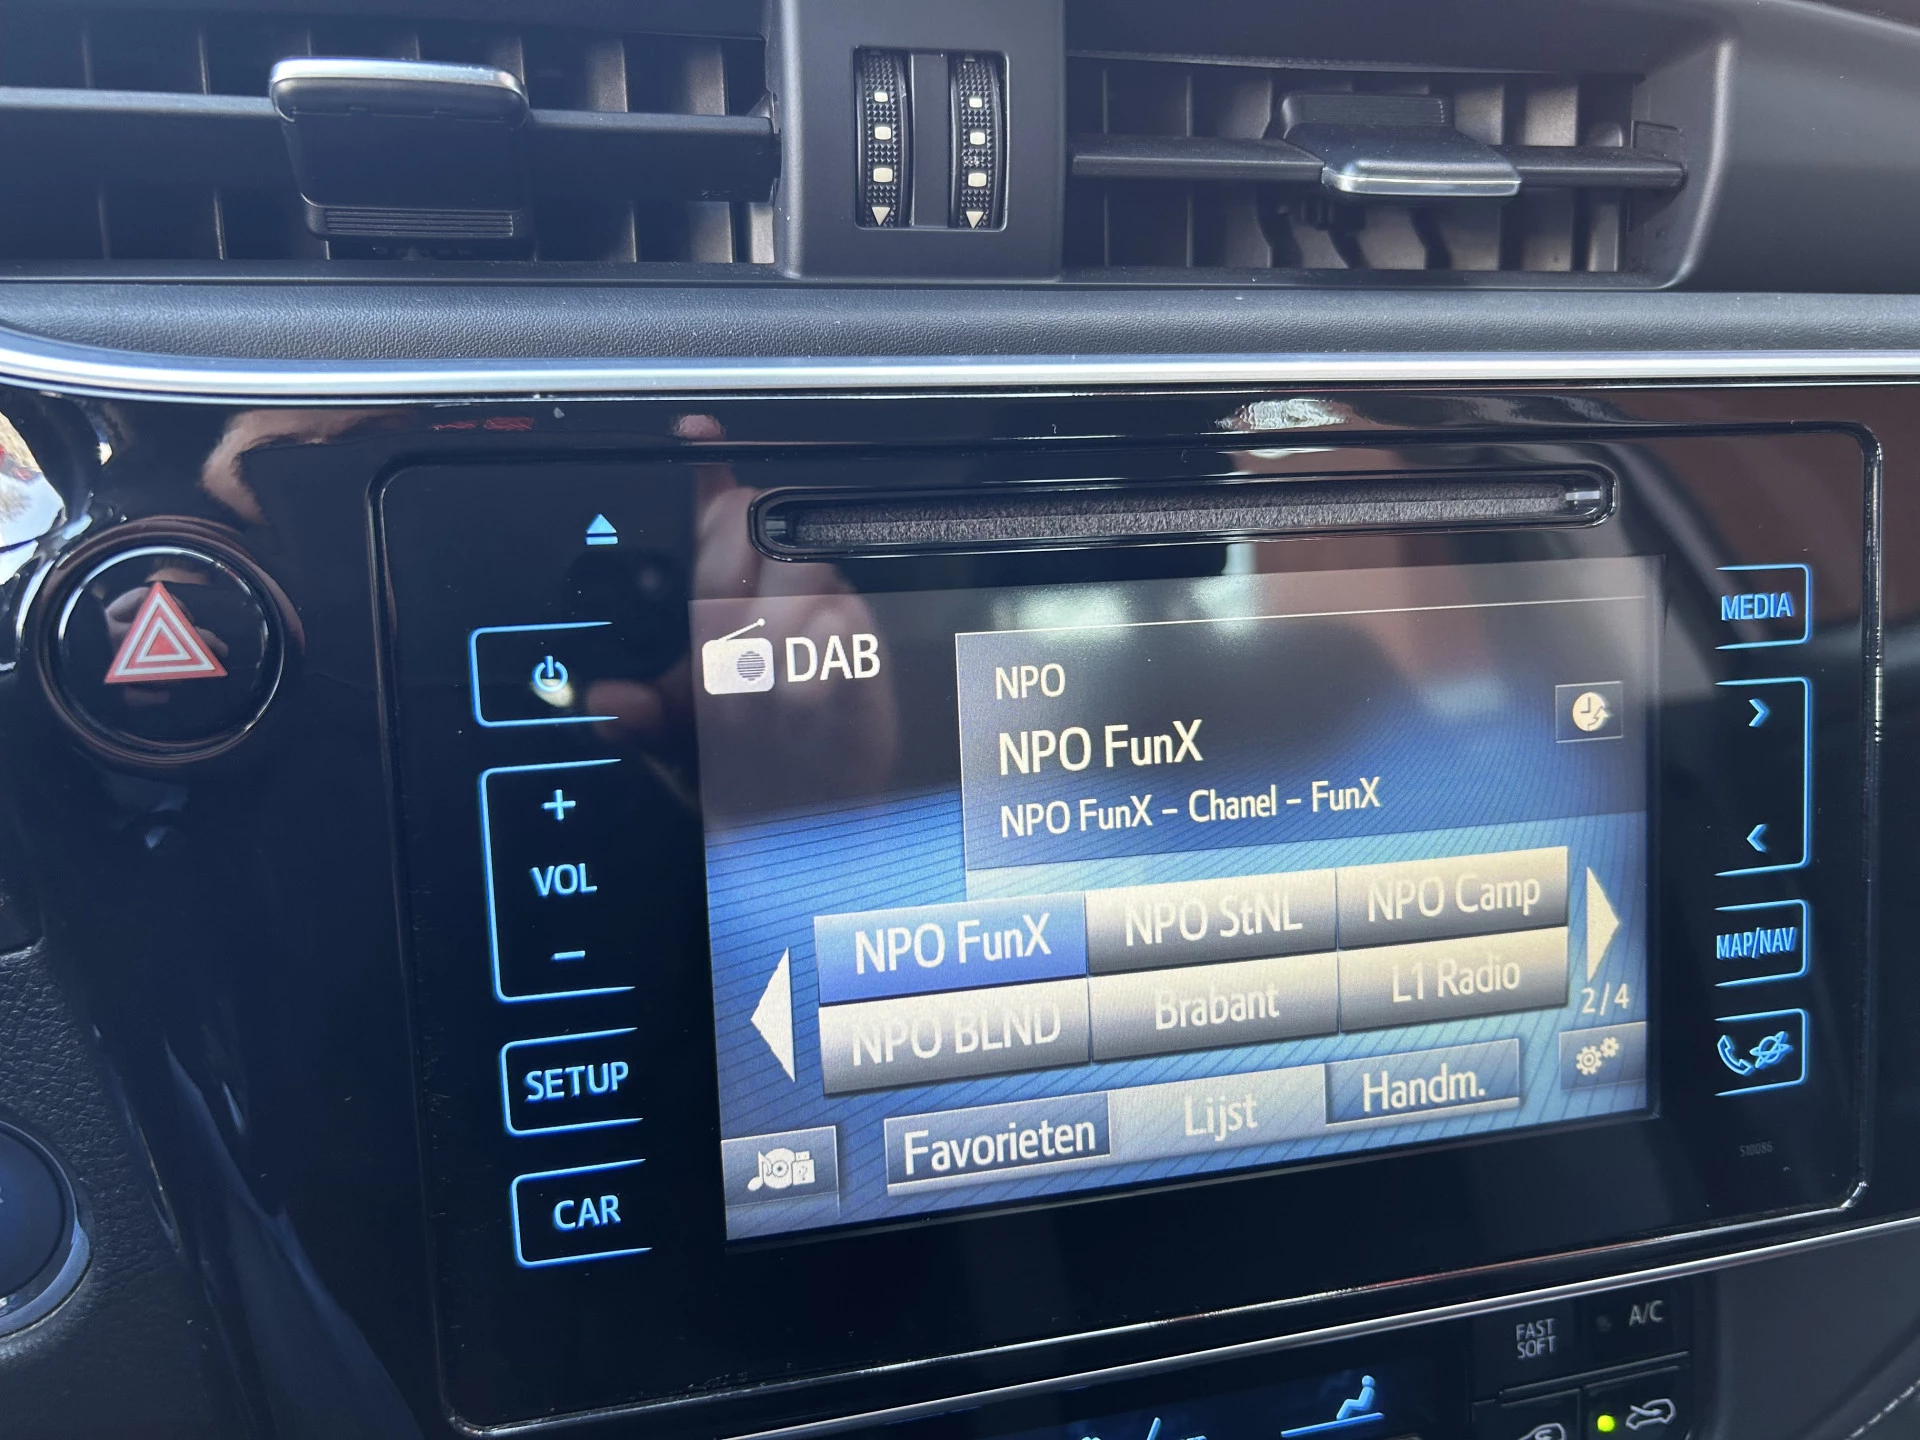 DAB
NPO
NPO FunX
NPO FunX - Chanel - FunX
NPO FunX
NPO StNL
NPO Camp
NPO BLND
Brabant
L1 Radio
2/4
Favorieten
Lijst
Handm.
+
VOL
-
SETUP
CAR
MEDIA
>
<
MAP/NAV
510086
FAST
SOFT
A/C